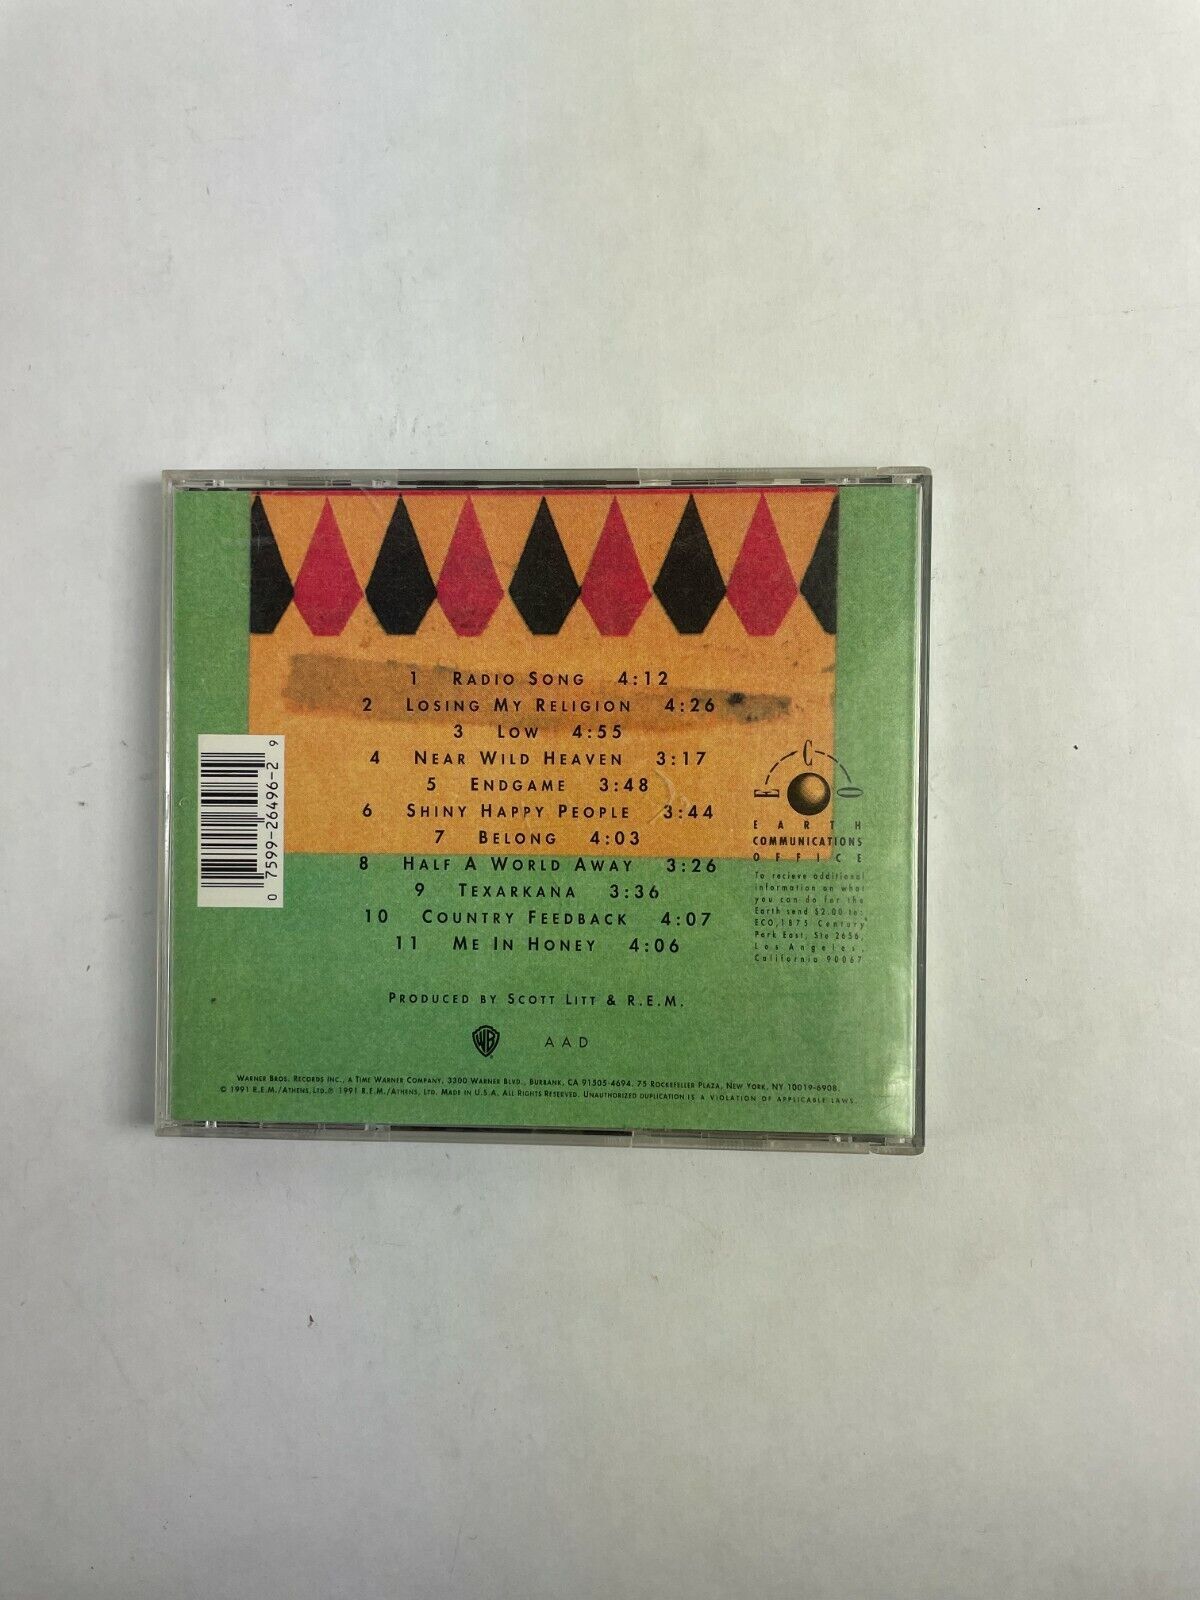 1 RADIO SONG 4:12
2 LOSING MY RELIGION 4:26
3 LOW 4:55
4 NEAR WILD HEAVEN 3:17
5 ENDGAME 3:48
6 SHINY HAPPY PEOPLE 3:44
7 BELONG 4:03
8 HALF A WORLD AWAY 3:26
9 TEXARKANA 3:36
10 COUNTRY FEEDBACK 4:07
11 ME IN HONEY 4:06
PRODUCED BY SCOTT LITT & R.E.M.
WB AAD
0 7599-26496-2 9
E C O
EARTH
COMMUNICATIONS
OFFICE
To recieve additional
information on what
you can do for the
Earth send $2.00 to:
ECO, 1875 Century
Park East, Ste 2656,
Los Angeles,
California 90067
WARNER BROS. RECORDS INC., A TIME WARNER COMPANY, 3300 WARNER BLVD., BURBANK, CA 91505-4694. 75 ROCKEFELLER PLAZA, NEW YORK, NY 10019-6908.
© 1991 R.E.M./ATHENS, LTD. ℗ 1991 R.E.M./ATHENS, LTD. MADE IN U.S.A. ALL RIGHTS RESERVED. UNAUTHORIZED DUPLICATION IS A VIOLATION OF APPLICABLE LAWS.